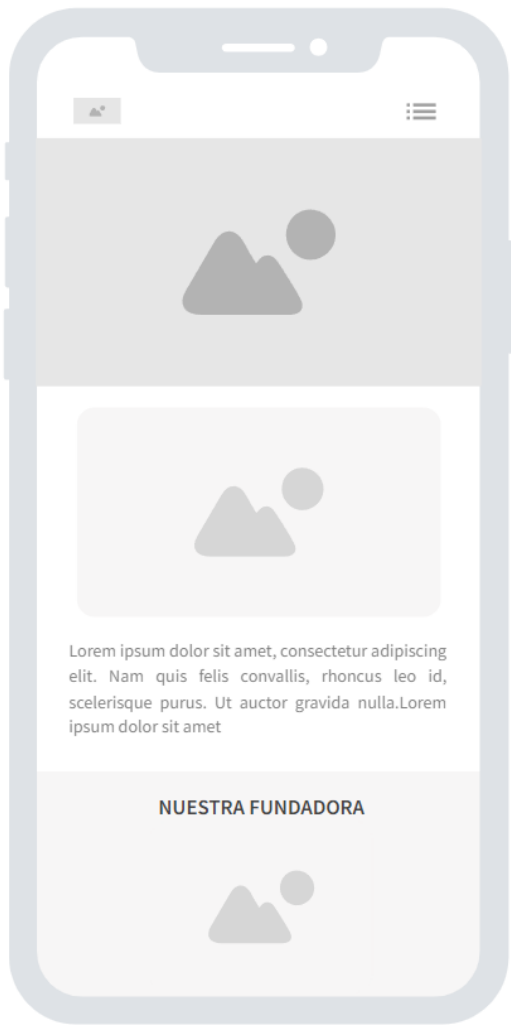 Lorem ipsum dolor sit amet, consectetur adipiscing
elit. Nam quis felis convallis, rhoncus leo id,
scelerisque purus. Ut auctor gravida nulla.Lorem
ipsum dolor sit amet
NUESTRA FUNDADORA